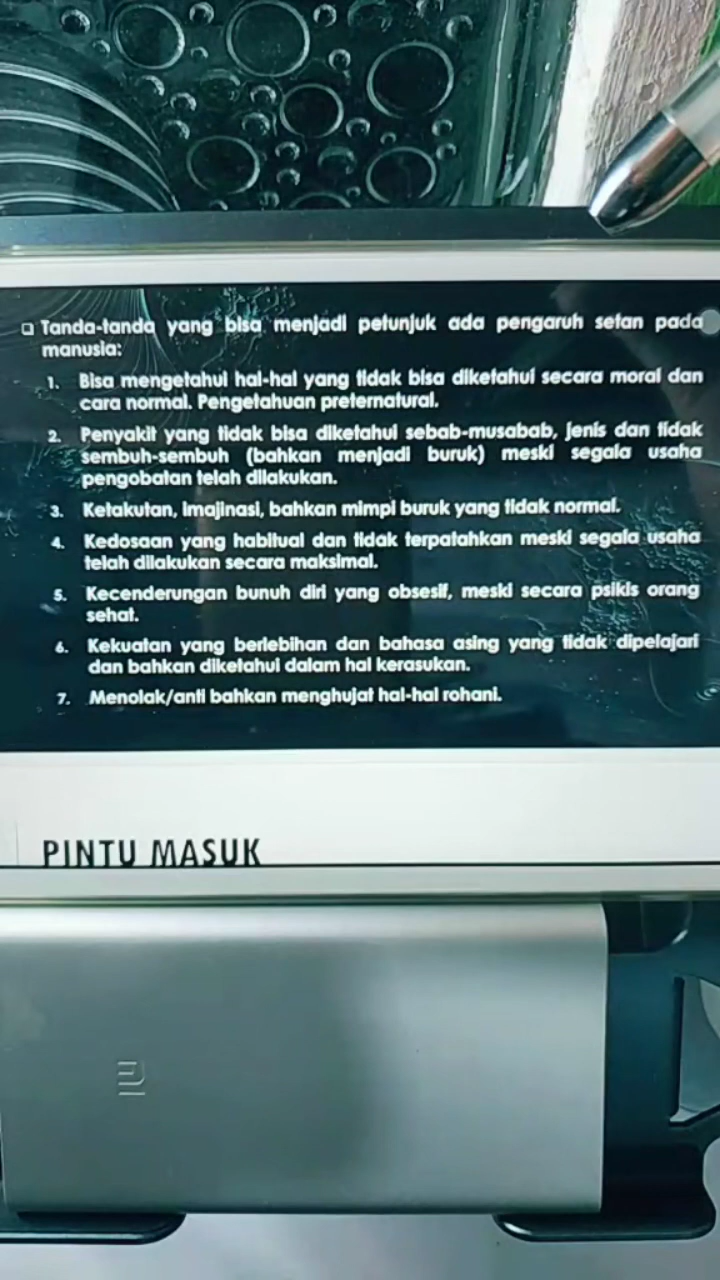 ❑ Tanda-tanda yang bisa menjadi petunjuk ada pengaruh setan pada
manusia:
1. Bisa mengetahui hal-hal yang tidak bisa diketahui secara moral dan
cara normal. Pengetahuan preternatural.
2. Penyakit yang tidak bisa diketahui sebab-musabab, jenis dan tidak
sembuh-sembuh (bahkan menjadi buruk) meski segala usaha
pengobatan telah dilakukan.
3. Ketakutan, imajinasi, bahkan mimpi buruk yang tidak normal.
4. Kedosaan yang habitual dan tidak terpatahkan meski segala usaha
telah dilakukan secara maksimal.
5. Kecenderungan bunuh diri yang obsesif, meski secara psikis orang
sehat.
6. Kekuatan yang berlebihan dan bahasa asing yang tidak dipelajari
dan bahkan diketahui dalam hal kerasukan.
7. Menolak/anti bahkan menghujat hal-hal rohani.
PINTU MASUK